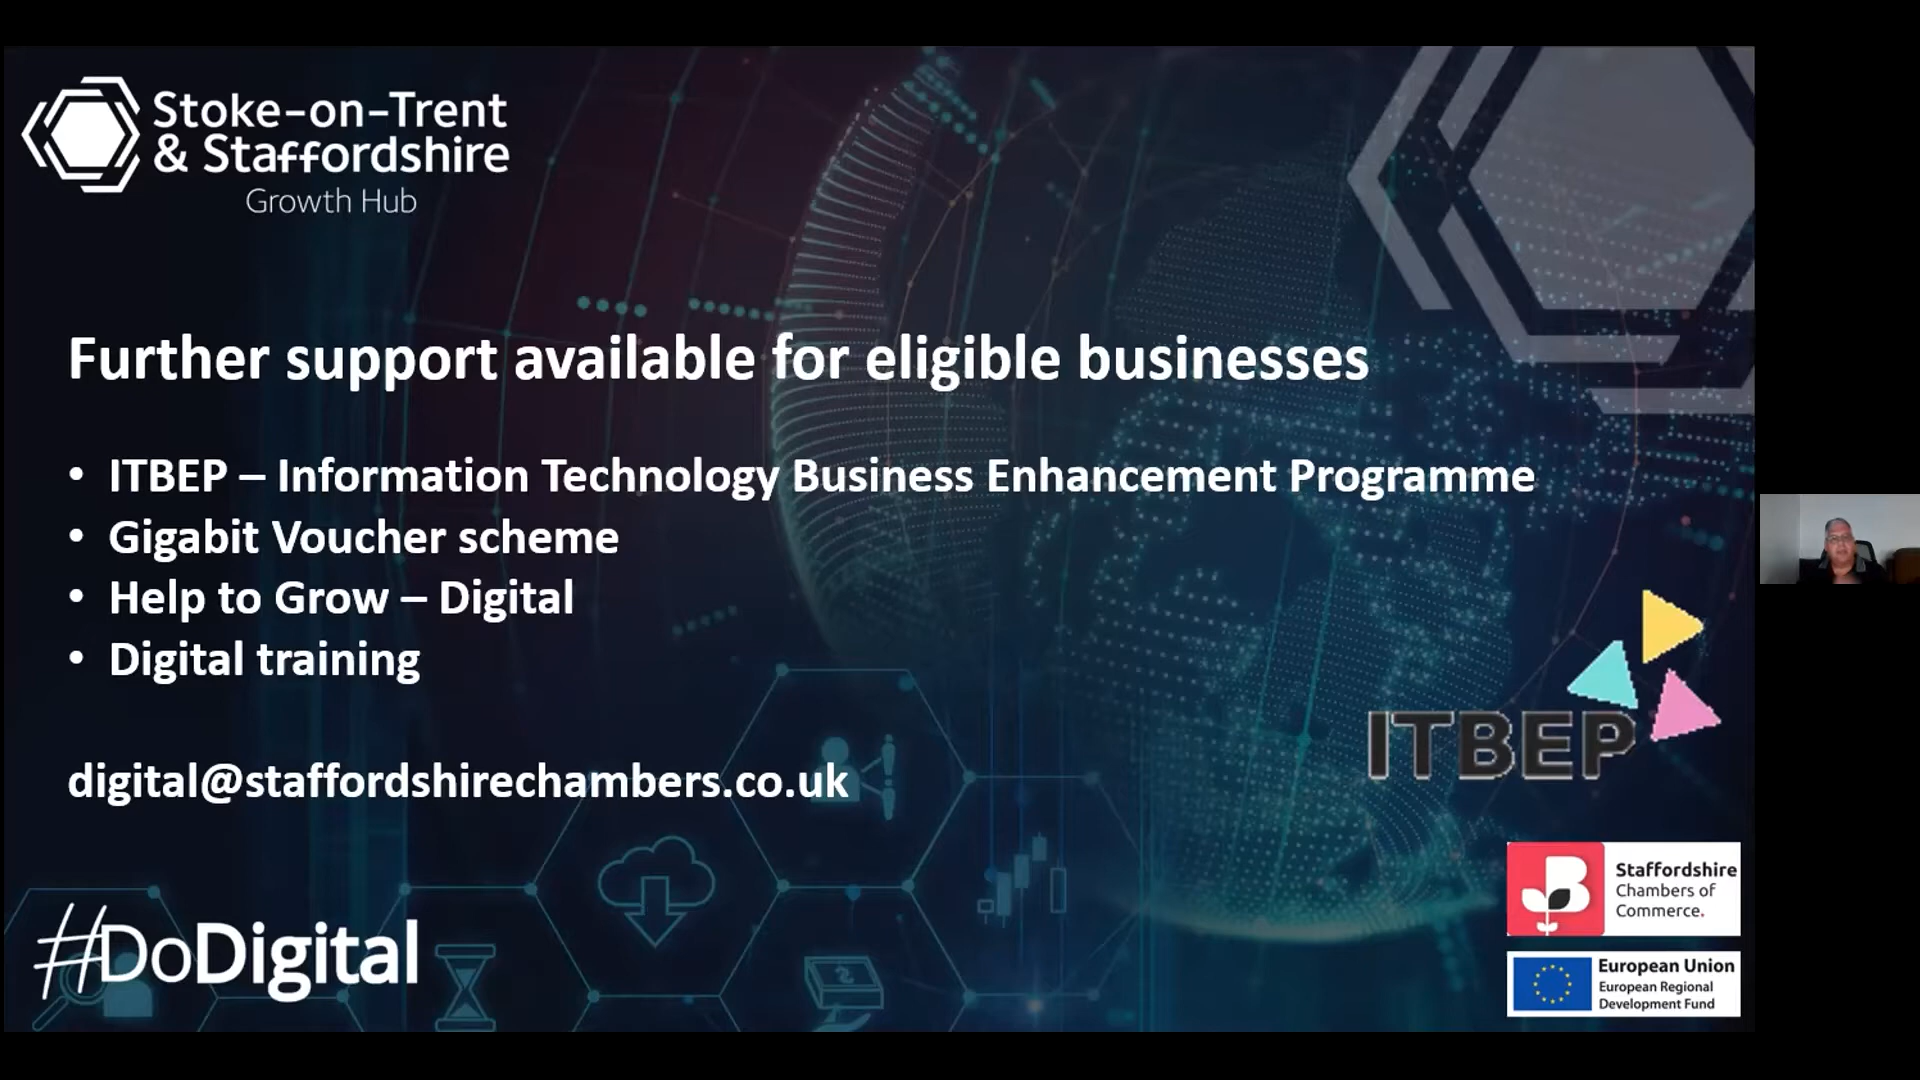 Stoke-on-Trent
& Staffordshire
Growth Hub
Further support available for eligible businesses
• ITBEP – Information Technology Business Enhancement Programme
• Gigabit Voucher scheme
• Help to Grow – Digital
• Digital training
digital@staffordshirechambers.co.uk
ITBEP
Staffordshire
Chambers of
Commerce.
#DoDigital
European Union
European Regional
Development Fund